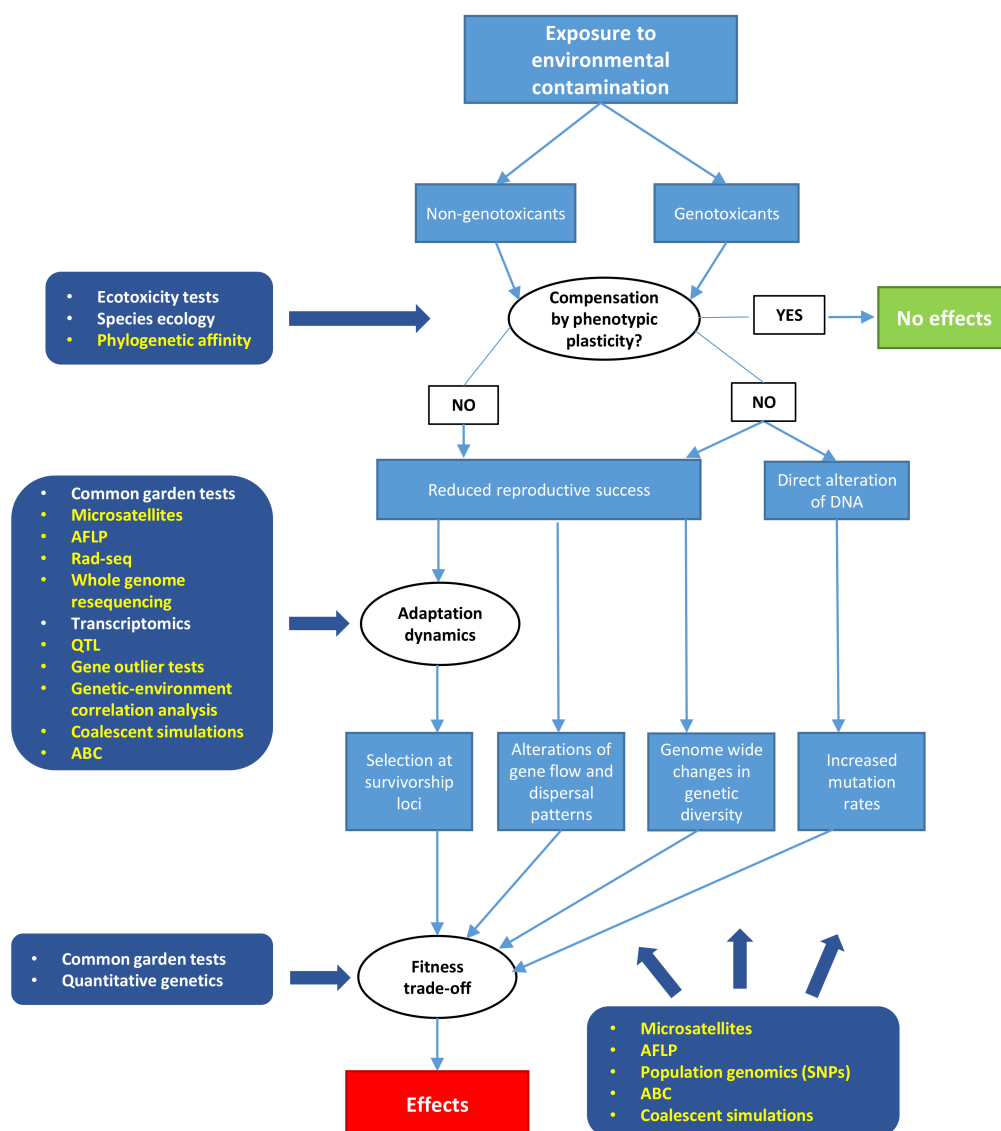 Exposure to
environmental
contamination
Non-genotoxicants
Genotoxicants
• Ecotoxicity tests
• Species ecology
• Phylogenetic affinity
Compensation
by phenotypic
plasticity?
YES
No effects
NO
NO
Reduced reproductive success
Direct alteration
of DNA
• Common garden tests
• Microsatellites
• AFLP
• Rad-seq
• Whole genome
resequencing
• Transcriptomics
• QTL
• Gene outlier tests
• Genetic-environment
correlation analysis
• Coalescent simulations
• ABC
Adaptation
dynamics
Selection at
survivorship
loci
Alterations of
gene flow and
dispersal
patterns
Genome wide
changes in
genetic
diversity
Increased
mutation
rates
• Common garden tests
• Quantitative genetics
Fitness
trade-off
• Microsatellites
• AFLP
• Population genomics (SNPs)
• ABC
• Coalescent simulations
Effects